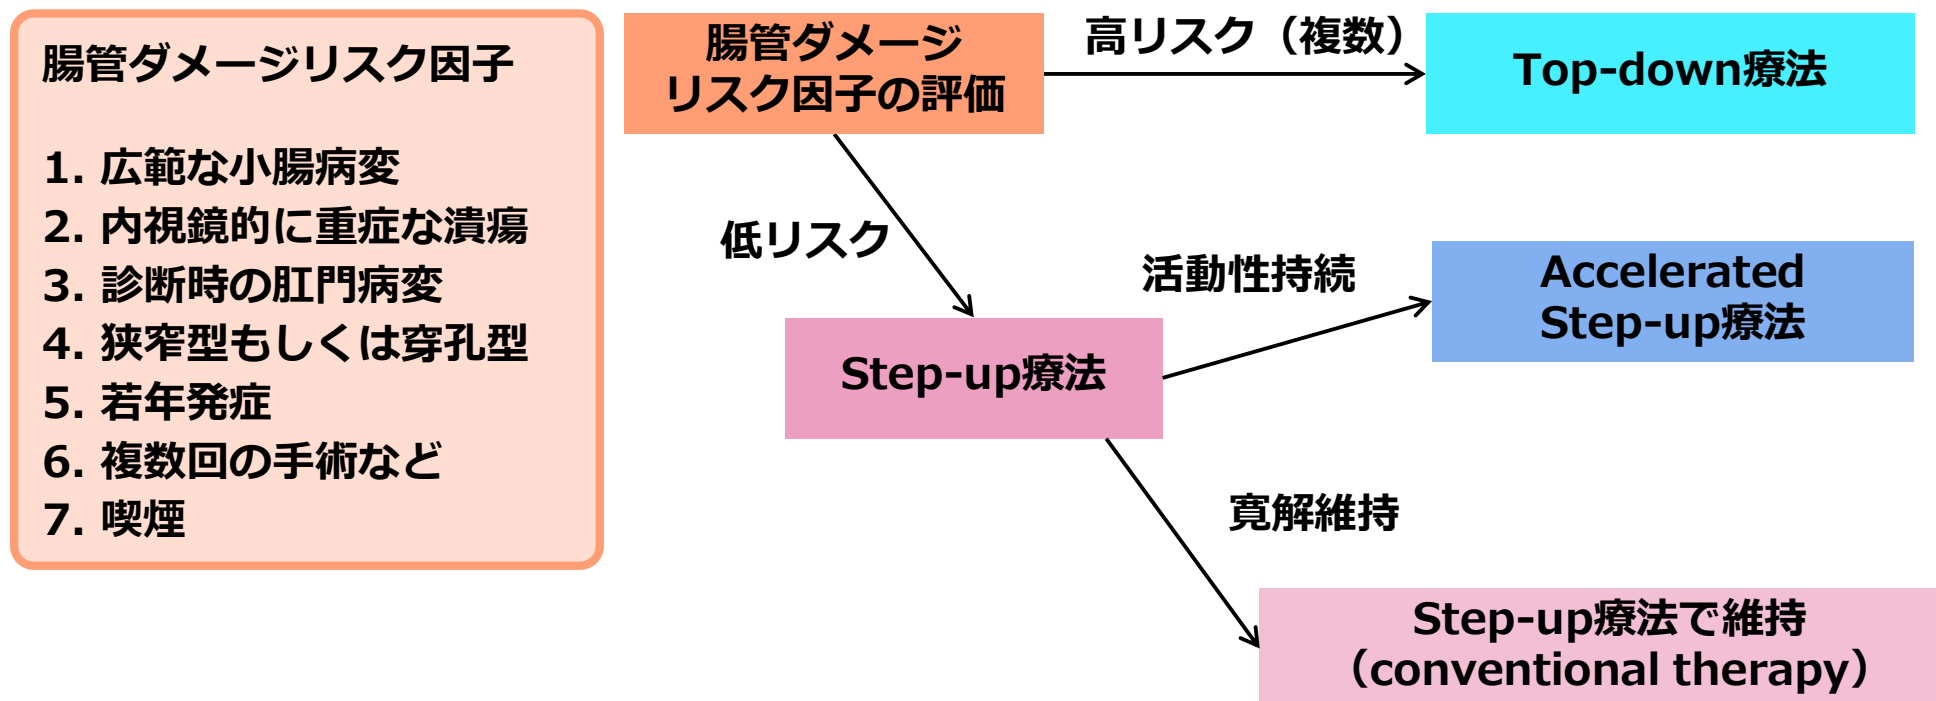 腸管ダメージリスク因子
1. 広範な小腸病変
2. 内視鏡的に重症な潰瘍
3. 診断時の肛門病変
4. 狭窄型もしくは穿孔型
5. 若年発症
6. 複数回の手術など
7. 喫煙
腸管ダメージ
リスク因子の評価
高リスク（複数）
Top-down療法
低リスク
Step-up療法
活動性持続
Accelerated
Step-up療法
寛解維持
Step-up療法で維持
（conventional therapy）